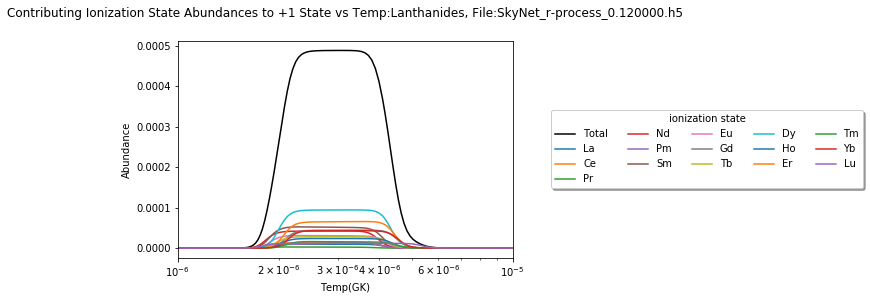 Contributing Ionization State Abundances to +1 State vs Temp:Lanthanides, File:SkyNet_r-process_0.120000.h5
0.0005
0.0004
0.0003
0.0002
0.0001
0.0000
Abundance
10⁻⁶
2 × 10⁻⁶
3 × 10⁻⁶
4 × 10⁻⁶
6 × 10⁻⁶
10⁻⁵
Temp(GK)
ionization state
Total
La
Ce
Pr
Nd
Pm
Sm
Eu
Gd
Tb
Dy
Ho
Er
Tm
Yb
Lu